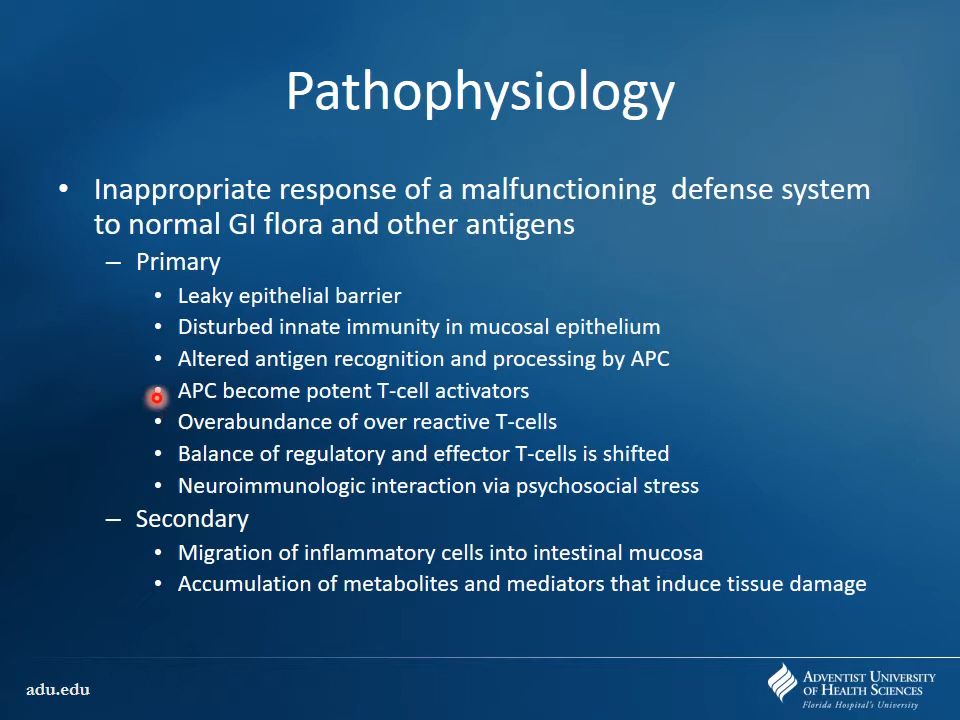 Pathophysiology
• Inappropriate response of a malfunctioning  defense system
to normal GI flora and other antigens
– Primary
• Leaky epithelial barrier
• Disturbed innate immunity in mucosal epithelium
• Altered antigen recognition and processing by APC
• APC become potent T-cell activators
• Overabundance of over reactive T-cells
• Balance of regulatory and effector T-cells is shifted
• Neuroimmunologic interaction via psychosocial stress
– Secondary
• Migration of inflammatory cells into intestinal mucosa
• Accumulation of metabolites and mediators that induce tissue damage
adu.edu
ADVENTIST UNIVERSITY
OF HEALTH SCIENCES
Florida Hospital's University